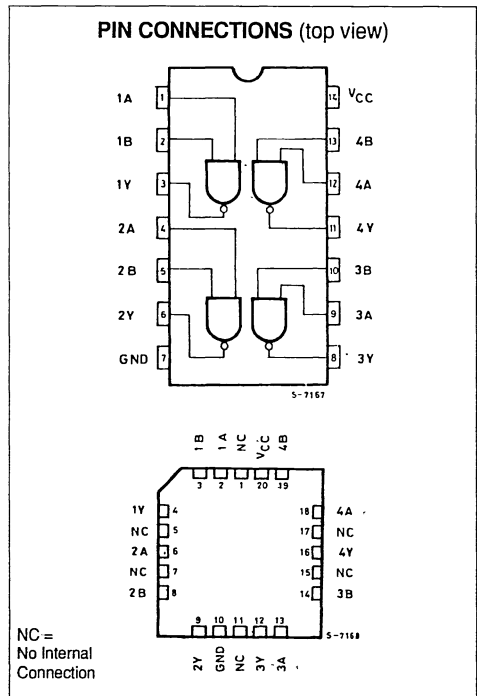 PIN CONNECTIONS (top view)
1A 1 14 VCC
1B 2 13 4B
1Y 3 12 4A
2A 4 11 4Y
2B 5 10 3B
2Y 6 9 3A
GND 7 8 3Y
S-7167
1B 1A NC VCC 4B
3 2 1 20 19
1Y 4 18 4A
NC 5 17 NC
2A 6 16 4Y
NC 7 15 NC
2B 8 14 3B
9 10 11 12 13
S-7168
2Y GND NC 3Y 3A
NC =
No Internal
Connection